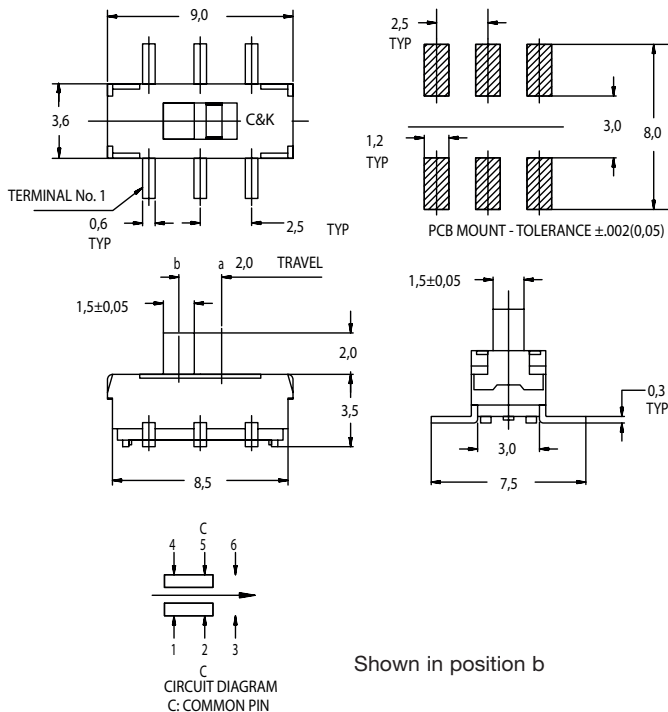 9,0
3,6
C&K
TERMINAL No. 1
0,6
TYP
2,5 TYP
2,5
TYP
1,2
TYP
3,0
8,0
PCB MOUNT - TOLERANCE ±.002(0,05)
b a 2,0 TRAVEL
1,5±0,05
2,0
3,5
8,5
1,5±0,05
0,3
TYP
3,0
7,5
C
4 5 6
1 2 3
C
CIRCUIT DIAGRAM
C: COMMON PIN
Shown in position b